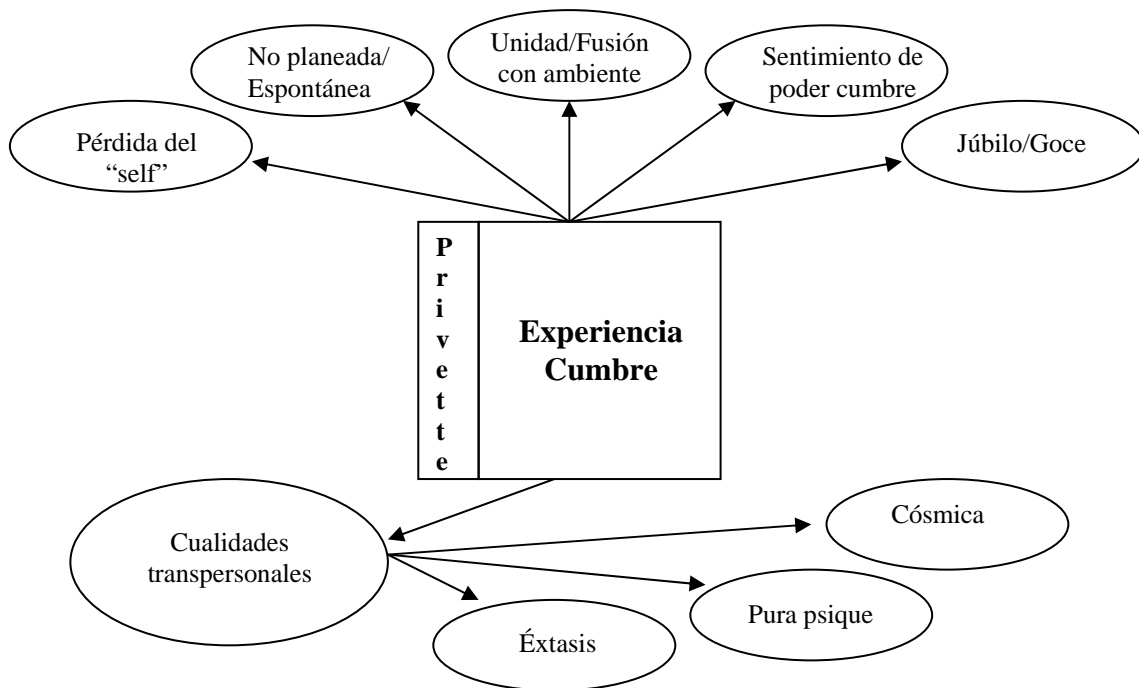 No planeada/
Espontánea
Unidad/Fusión
con ambiente
Sentimiento de
poder cumbre
Pérdida del
“self”
Júbilo/Goce
P
r
i
v
e
t
t
e
Experiencia
Cumbre
Cualidades
transpersonales
Cósmica
Pura psique
Éxtasis